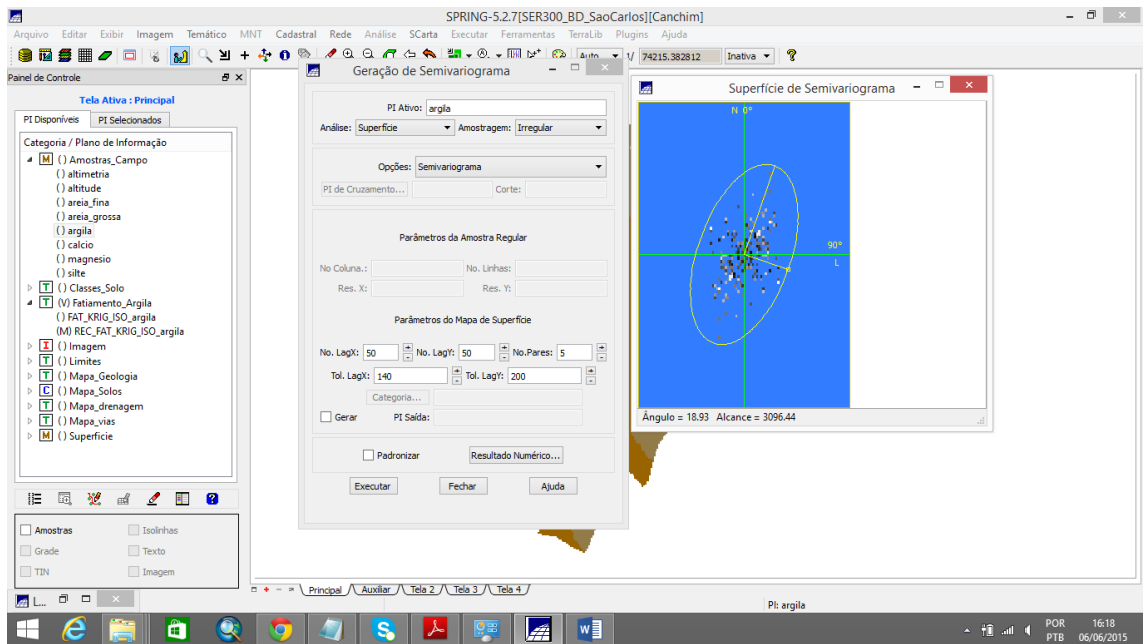 SPRING-5.2.7[SER300_BD_SaoCarlos][Canchim]
Arquivo Editar Exibir Imagem Temático MNT Cadastral Rede Análise SCarta Executar Ferramentas TerraLib Plugins Ajuda
Auto 1/ 74215.382812 Inativa
Painel de Controle
Tela Ativa : Principal
PI Disponíveis PI Selecionados
Categoria / Plano de Informação
M () Amostras_Campo
() altimetria
() altitude
() areia_fina
() areia_grossa
() argila
() calcio
() magnesio
() silte
T () Classes_Solo
T (V) Fatiamento_Argila
() FAT_KRIG_ISO_argila
(M) REC_FAT_KRIG_ISO_argila
I () Imagem
T () Limites
T () Mapa_Geologia
C () Mapa_Solos
T () Mapa_drenagem
T () Mapa_vias
M () Superficie
Amostras Isolinhas
Grade Texto
TIN Imagem
L...
Geração de Semivariograma
PI Ativo: argila
Análise: Superfície Amostragem: Irregular
Opções: Semivariograma
PI de Cruzamento... Corte:
Parâmetros da Amostra Regular
No Coluna.: No. Linhas:
Res. X: Res. Y:
Parâmetros do Mapa de Superfície
No. LagX: 50 No. LagY: 50 No.Pares: 5
Tol. LagX: 140 Tol. LagY: 200
Categoria...
Gerar PI Saída:
Padronizar Resultado Numérico...
Executar Fechar Ajuda
Superfície de Semivariograma
N 0°
90°
L
Ângulo = 18.93 Alcance = 3096.44
Principal Auxiliar Tela 2 Tela 3 Tela 4
PI: argila
POR 16:18
PTB 06/06/2015